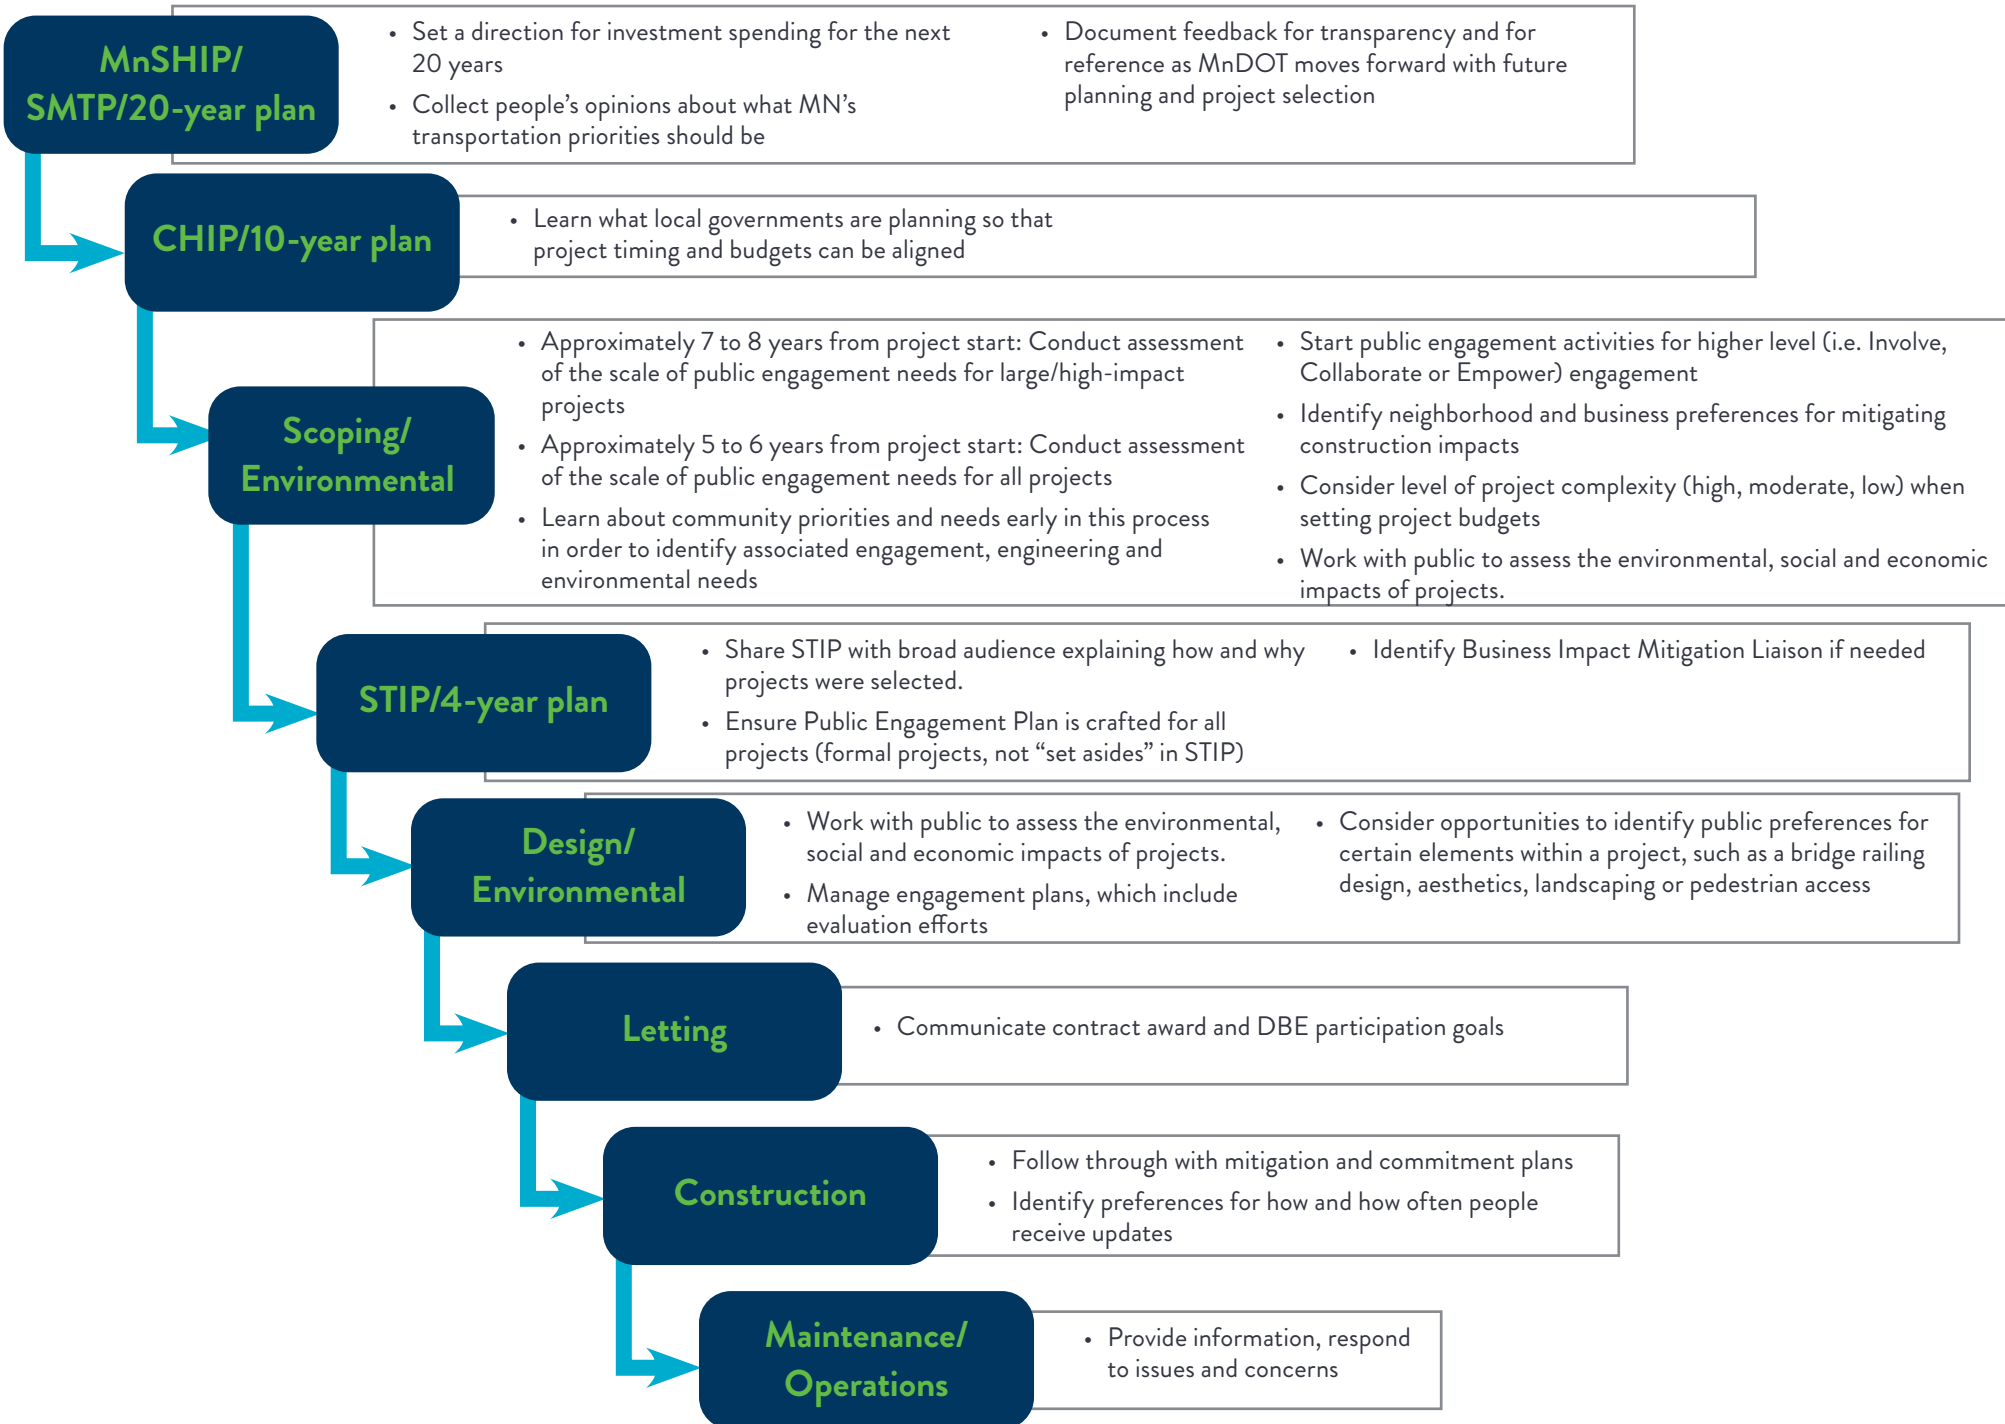 MnSHIP/
SMTP/20-year plan
• Set a direction for investment spending for the next
20 years
• Collect people's opinions about what MN's
transportation priorities should be
• Document feedback for transparency and for
reference as MnDOT moves forward with future
planning and project selection
CHIP/10-year plan
• Learn what local governments are planning so that
project timing and budgets can be aligned
Scoping/
Environmental
• Approximately 7 to 8 years from project start: Conduct assessment
of the scale of public engagement needs for large/high-impact
projects
• Approximately 5 to 6 years from project start: Conduct assessment
of the scale of public engagement needs for all projects
• Learn about community priorities and needs early in this process
in order to identify associated engagement, engineering and
environmental needs
• Start public engagement activities for higher level (i.e. Involve,
Collaborate or Empower) engagement
• Identify neighborhood and business preferences for mitigating
construction impacts
• Consider level of project complexity (high, moderate, low) when
setting project budgets
• Work with public to assess the environmental, social and economic
impacts of projects.
STIP/4-year plan
• Share STIP with broad audience explaining how and why
projects were selected.
• Ensure Public Engagement Plan is crafted for all
projects (formal projects, not “set asides” in STIP)
• Identify Business Impact Mitigation Liaison if needed
Design/
Environmental
• Work with public to assess the environmental,
social and economic impacts of projects.
• Manage engagement plans, which include
evaluation efforts
• Consider opportunities to identify public preferences for
certain elements within a project, such as a bridge railing
design, aesthetics, landscaping or pedestrian access
Letting
• Communicate contract award and DBE participation goals
Construction
• Follow through with mitigation and commitment plans
• Identify preferences for how and how often people
receive updates
Maintenance/
Operations
• Provide information, respond
to issues and concerns